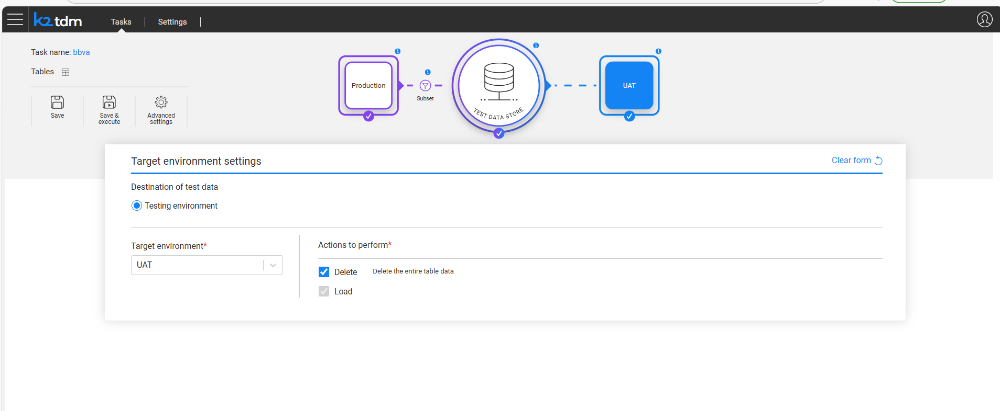 k2tdm
Tasks
Settings
Task name: bbva
Tables
Save
Save &
execute
Advanced
settings
Production
Subset
TEST DATA STORE
UAT
Target environment settings
Clear form
Destination of test data
Testing environment
Target environment*
UAT
Actions to perform*
Delete
Delete the entire table data
Load